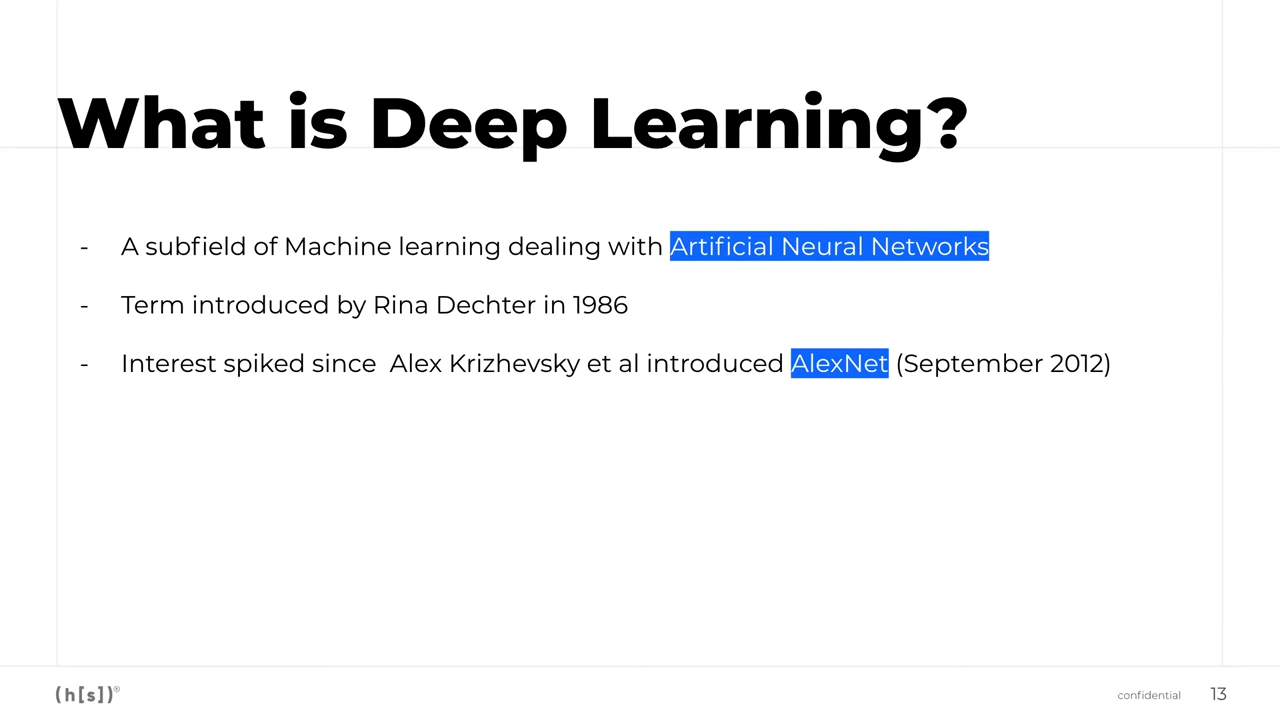 What is Deep Learning?
- A subfield of Machine learning dealing with Artificial Neural Networks
- Term introduced by Rina Dechter in 1986
- Interest spiked since  Alex Krizhevsky et al introduced AlexNet (September 2012)
(h[s])®
confidential
13